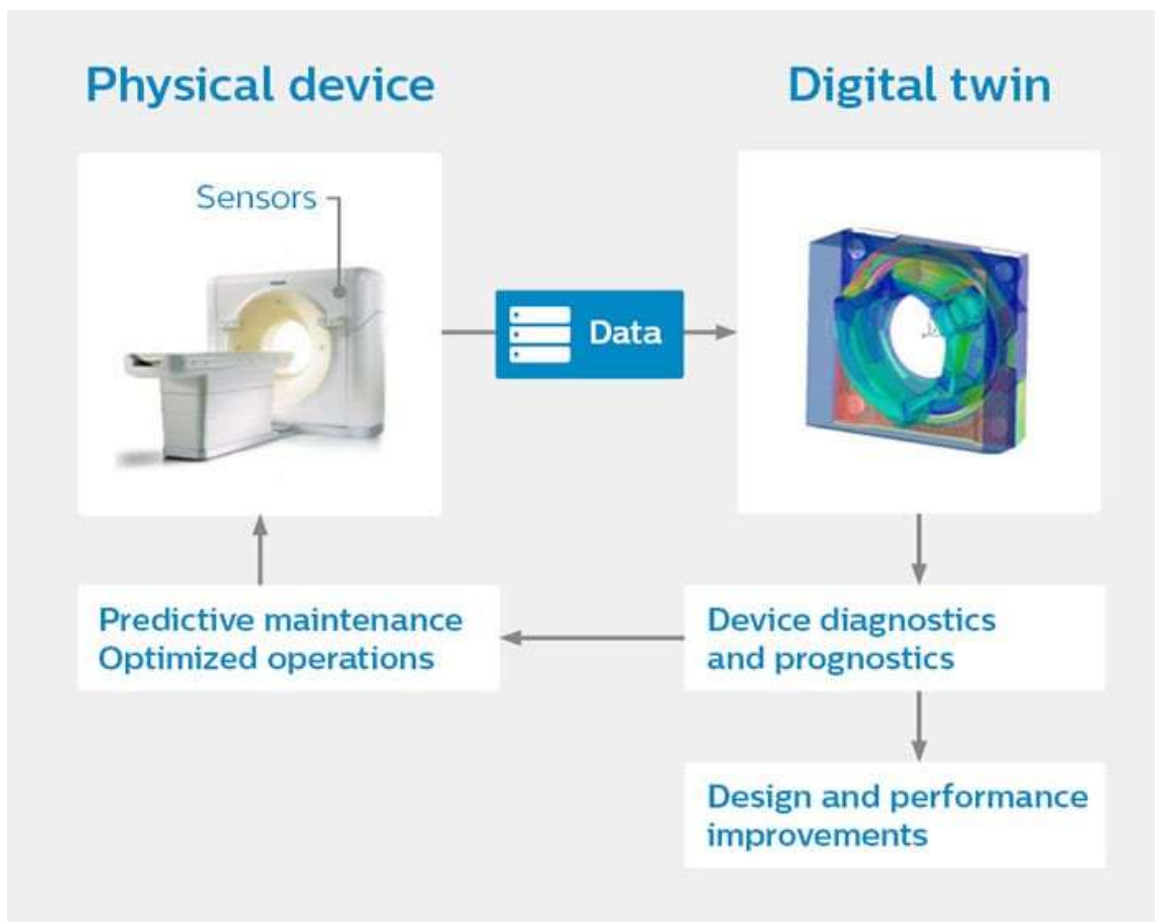 Physical device
Digital twin
Sensors
Data
Predictive maintenance
Optimized operations
Device diagnostics
and prognostics
Design and performance
improvements